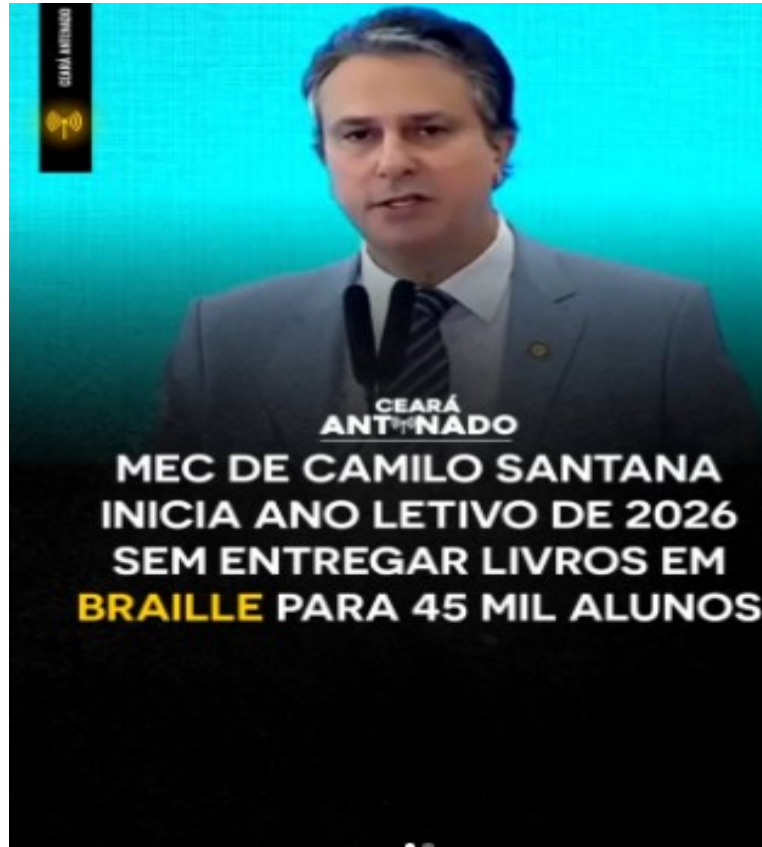 CEARÁ ANTENADO
CEARÁ
ANTENADO
MEC DE CAMILO SANTANA
INICIA ANO LETIVO DE 2026
SEM ENTREGAR LIVROS EM
BRAILLE PARA 45 MIL ALUNOS